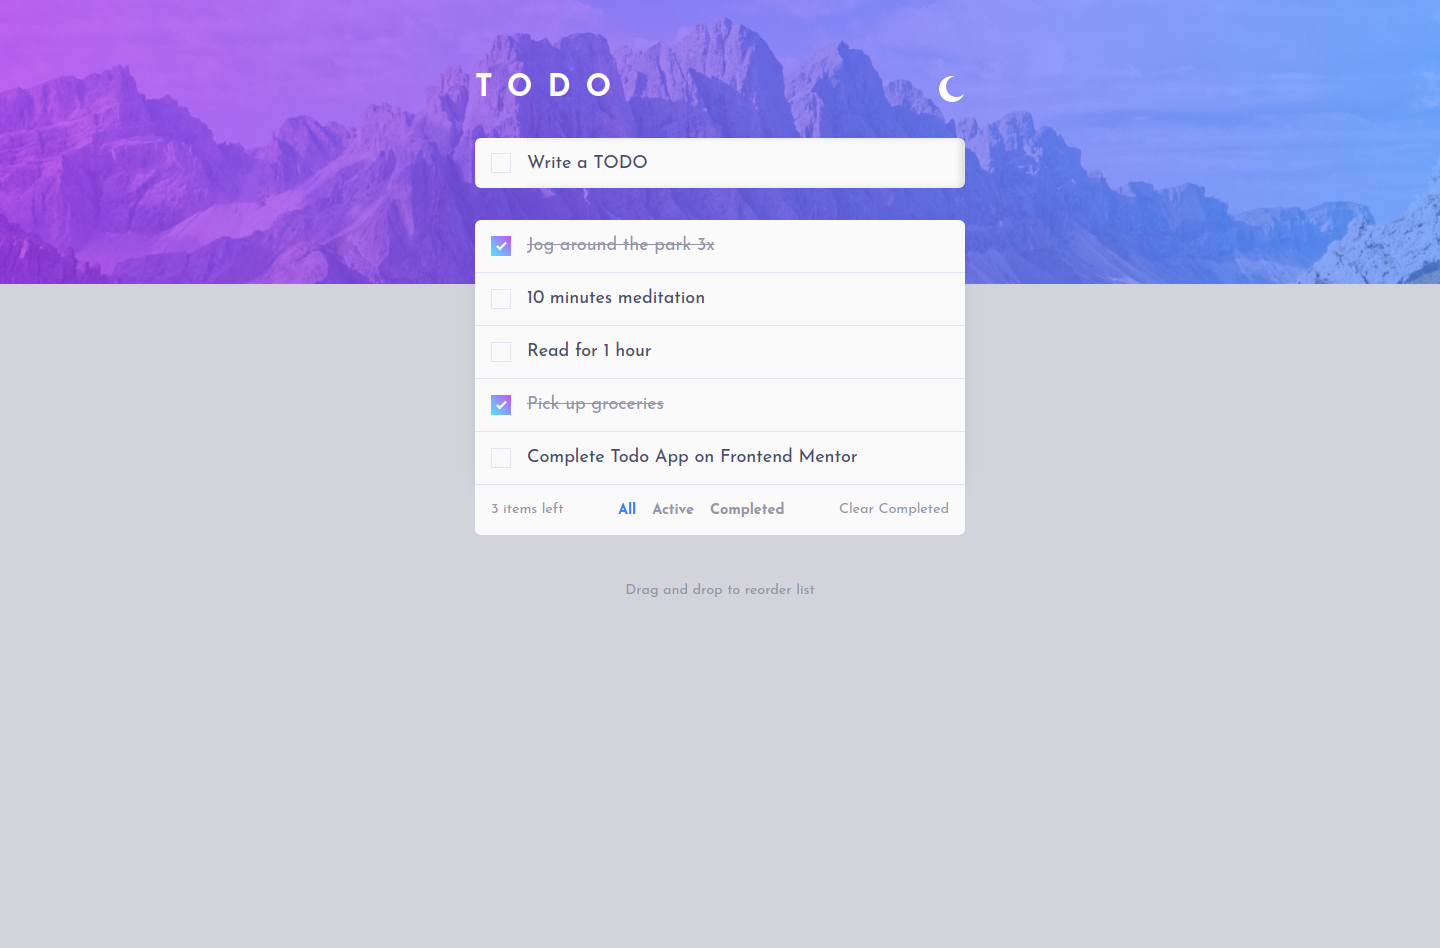 TODO
Write a TODO
Jog around the park 3x
10 minutes meditation
Read for 1 hour
Pick up groceries
Complete Todo App on Frontend Mentor
3 items left All Active Completed Clear Completed
Drag and drop to reorder list